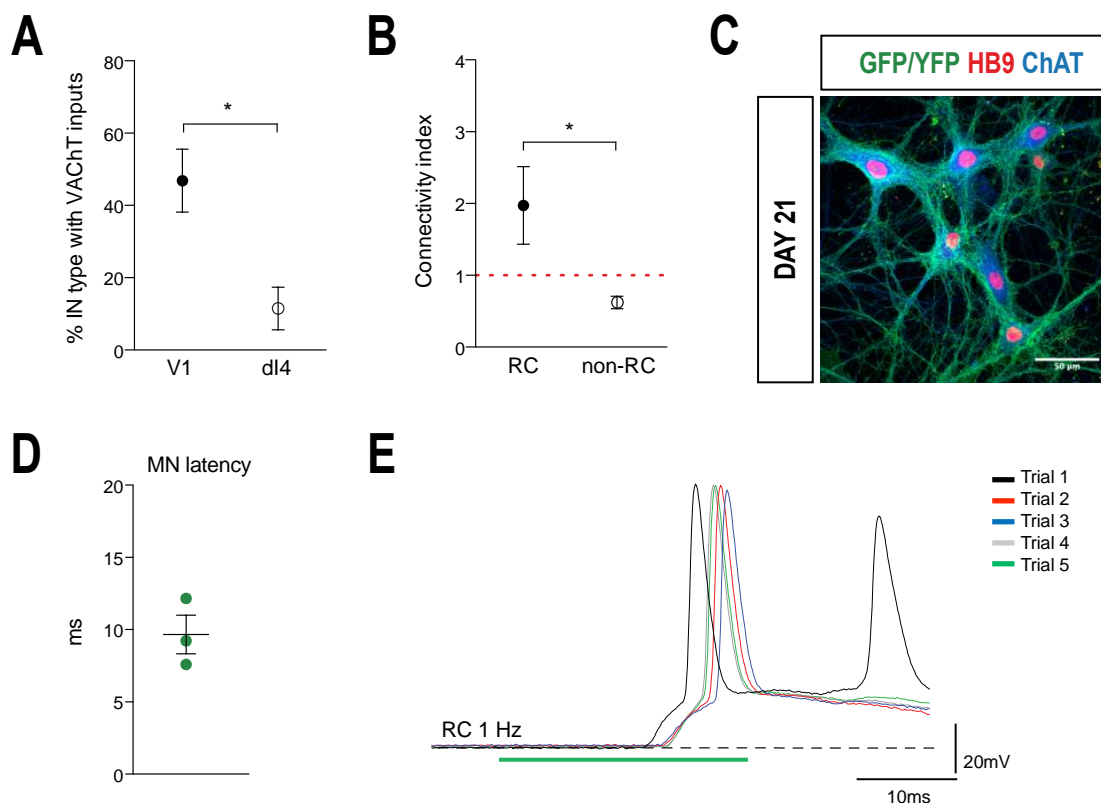 A
% IN type with VAChT inputs
80
60
40
20
0
*
V1
dI4
B
Connectivity index
4
3
2
1
0
*
RC
non-RC
C
GFP/YFP HB9 ChAT
DAY 21
50 µm
D
MN latency
ms
20
15
10
5
0
E
Trial 1
Trial 2
Trial 3
Trial 4
Trial 5
RC 1 Hz
20mV
10ms